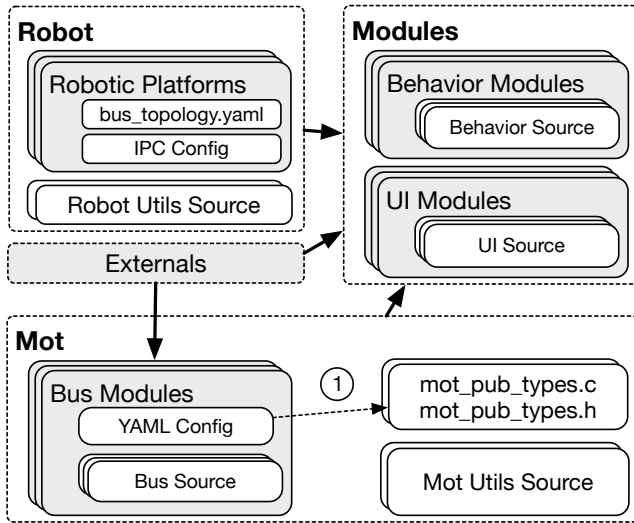 Robot
Robotic Platforms
bus_topology.yaml
IPC Config
Robot Utils Source
Modules
Behavior Modules
Behavior Source
UI Modules
UI Source
Externals
Mot
Bus Modules
YAML Config
Bus Source
1
mot_pub_types.c
mot_pub_types.h
Mot Utils Source